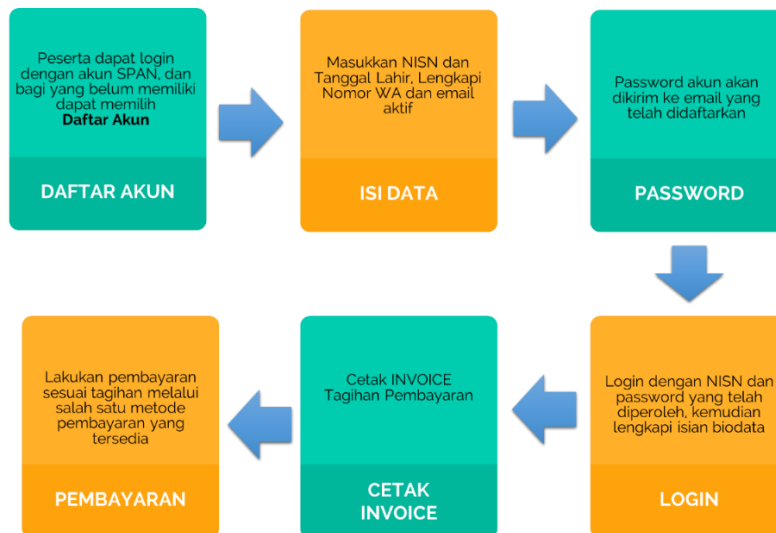 Peserta dapat login
dengan akun SPAN, dan
bagi yang belum memiliki
dapat memilih
Daftar Akun
DAFTAR AKUN
Masukkan NISN dan
Tanggal Lahir, Lengkapi
Nomor WA dan email
aktif
ISI DATA
Password akun akan
dikirim ke email yang
telah didaftarkan
PASSWORD
Login dengan NISN dan
password yang telah
diperoleh, kemudian
lengkapi isian biodata
LOGIN
Cetak INVOICE
Tagihan Pembayaran
CETAK
INVOICE
Lakukan pembayaran
sesuai tagihan melalui
salah satu metode
pembayaran yang
tersedia
PEMBAYARAN